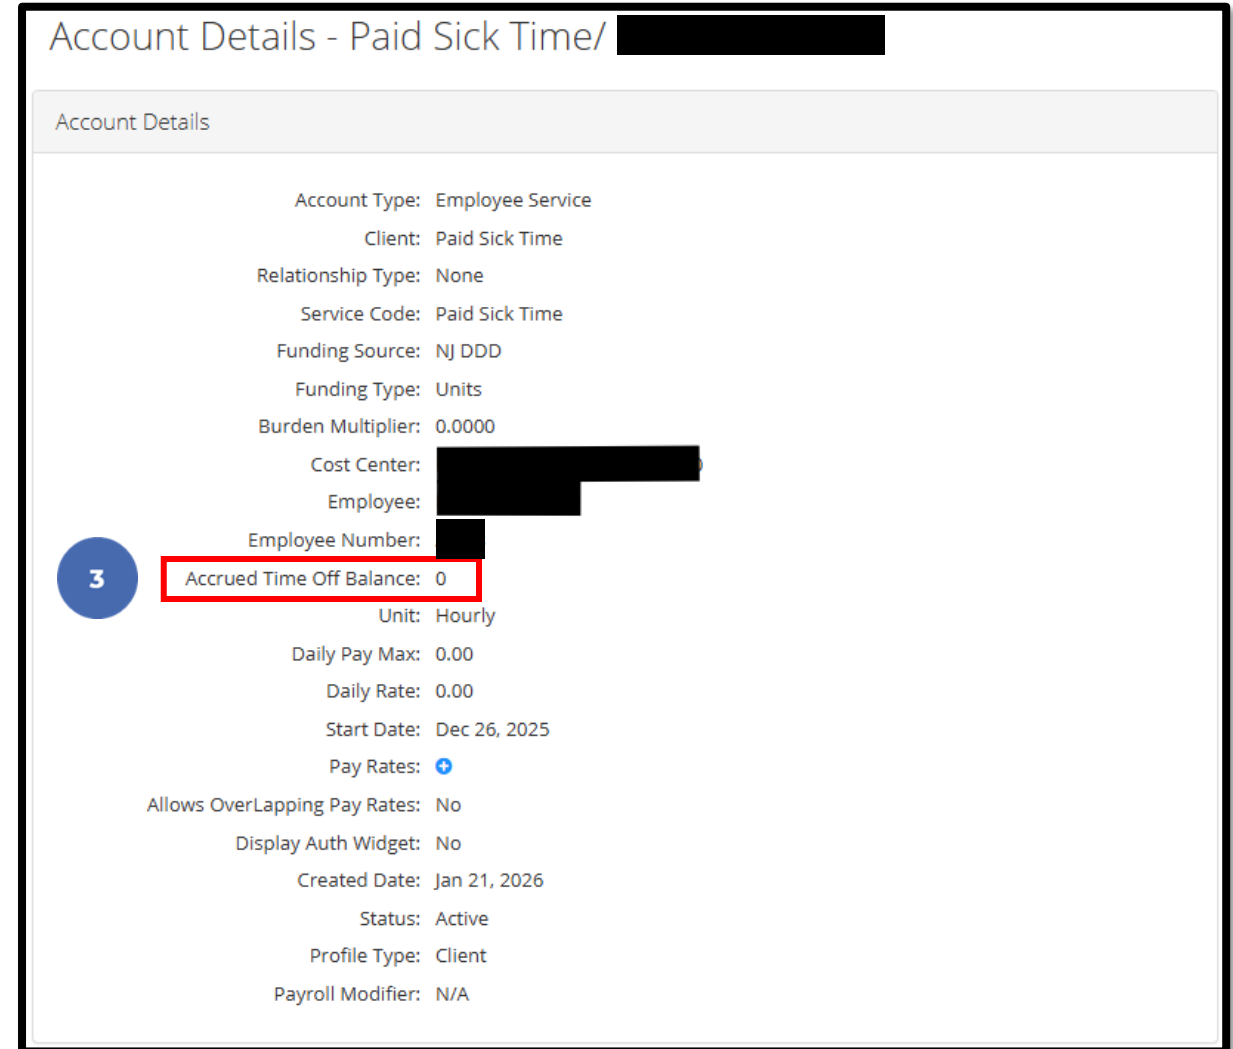 Account Details - Paid Sick Time/
Account Details
Account Type: Employee Service
Client: Paid Sick Time
Relationship Type: None
Service Code: Paid Sick Time
Funding Source: NJ DDD
Funding Type: Units
Burden Multiplier: 0.0000
Cost Center:
Employee:
Employee Number:
3 Accrued Time Off Balance: 0
Unit: Hourly
Daily Pay Max: 0.00
Daily Rate: 0.00
Start Date: Dec 26, 2025
Pay Rates:
Allows OverLapping Pay Rates: No
Display Auth Widget: No
Created Date: Jan 21, 2026
Status: Active
Profile Type: Client
Payroll Modifier: N/A